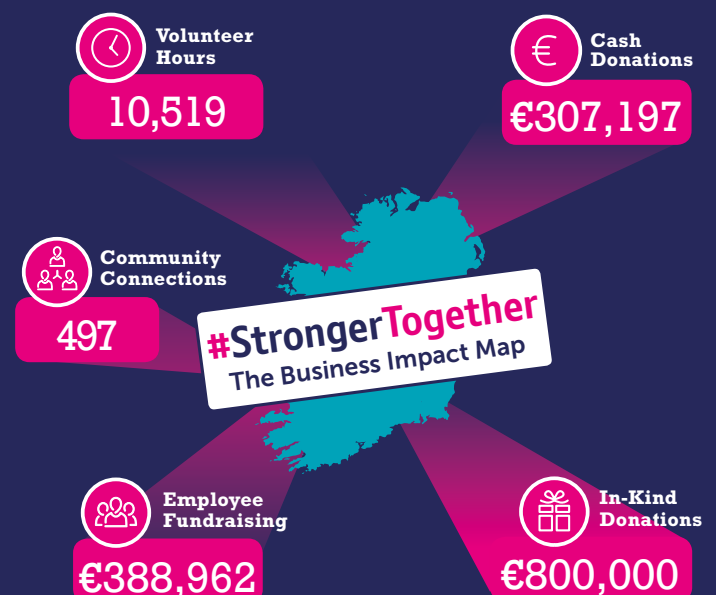 Volunteer
Hours
10,519
€
Cash
Donations
€307,197
Community
Connections
497
#StrongerTogether
The Business Impact Map
Employee
Fundraising
€388,962
In-Kind
Donations
€800,000